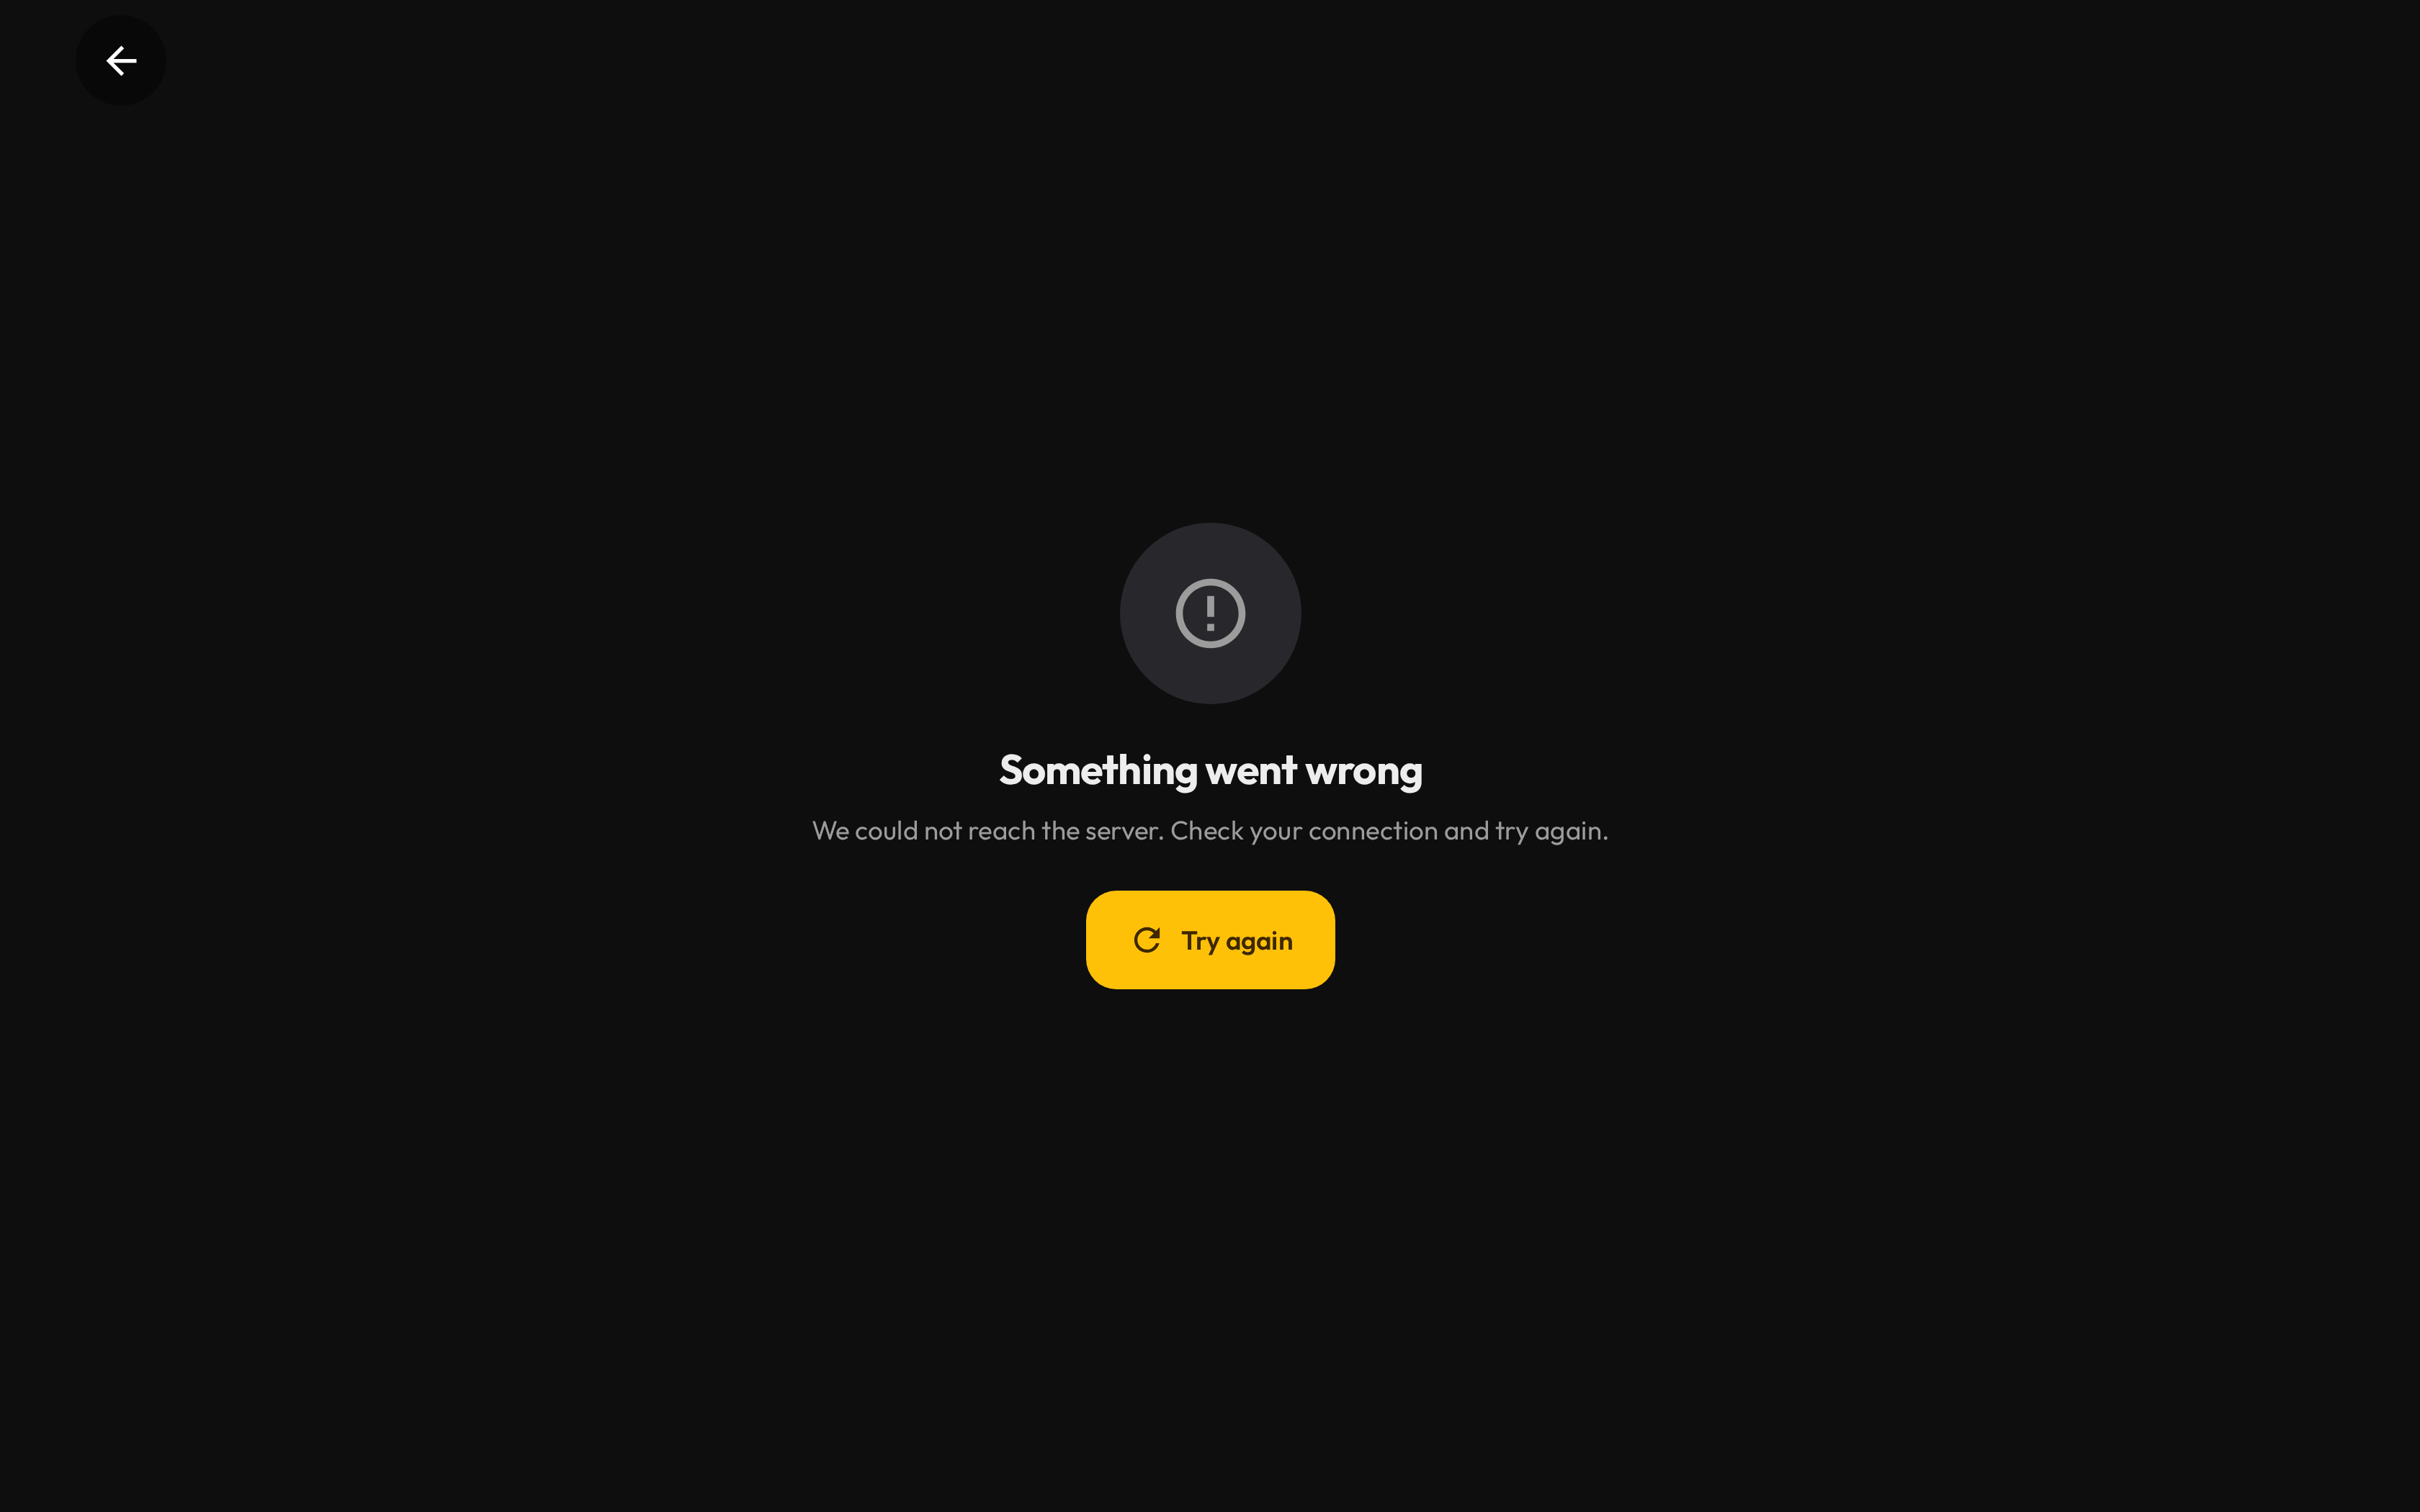 Something went wrong
We could not reach the server. Check your connection and try again.
Try again